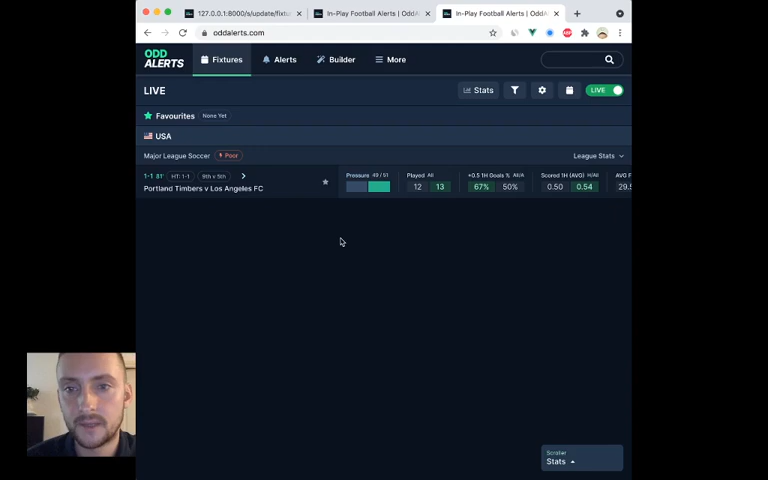 127.0.0.1:8000/s/update/fixtu
In-Play Football Alerts | OddA
In-Play Football Alerts | OddA
oddalerts.com
ABP
ODD
ALERTS
Fixtures
Alerts
Builder
More
LIVE
Stats
LIVE
Favourites
None Yet
USA
Major League Soccer
Poor
League Stats
1-1 81'
HT: 1-1
9th v 5th
Portland Timbers v Los Angeles FC
Pressure 49 / 51
Played All
12 13
+0.5 1H Goals % All/A
67% 50%
Scored 1H (AVG) H/All
0.50 0.54
AVG F
29.5
Scroller
Stats